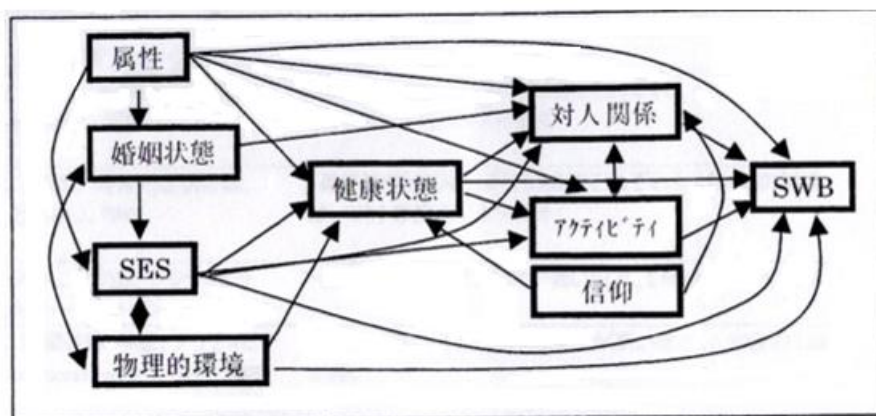 属性
婚姻状態
SES
物理的環境
健康状態
対人関係
アクティビティ
信仰
SWB